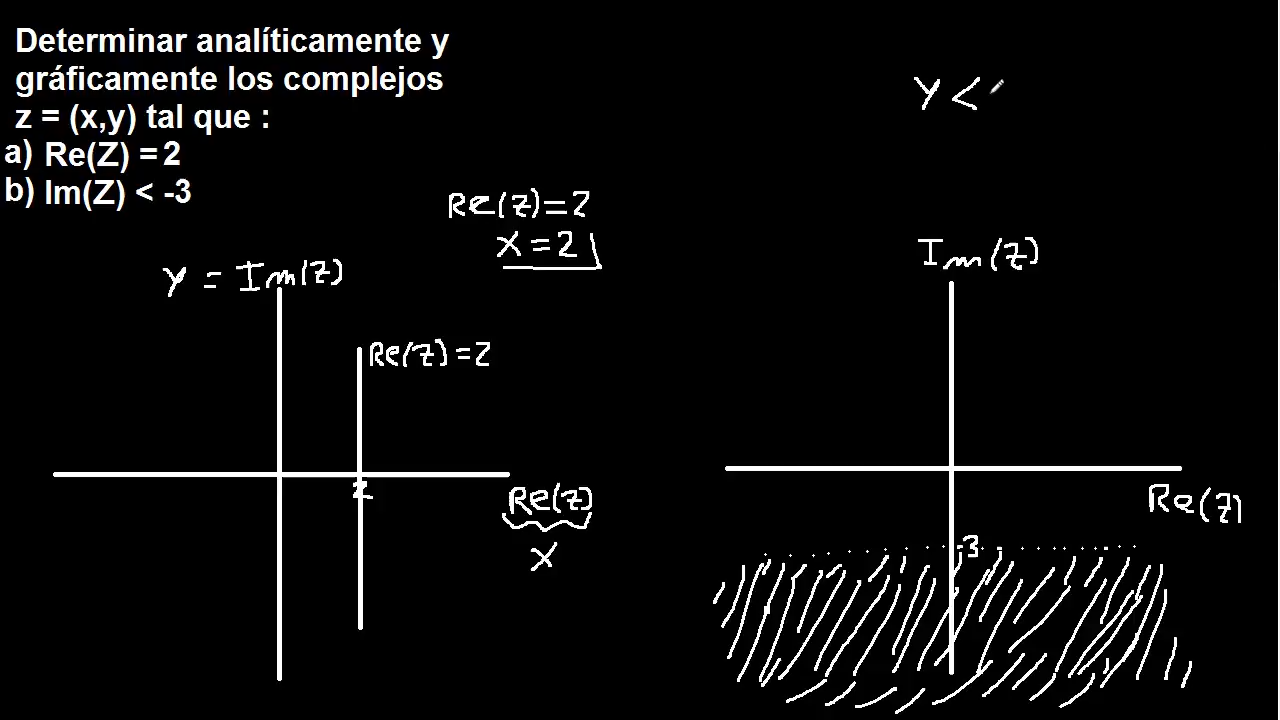 Determinar analíticamente y
gráficamente los complejos
z = (x,y) tal que :
a) Re(Z) = 2
b) Im(Z) < -3
Re(z)=2
x = 2
Y = Im(z)
Re(z) = 2
2
Re(z)
x
Y <
Im(z)
Re(z)
-3